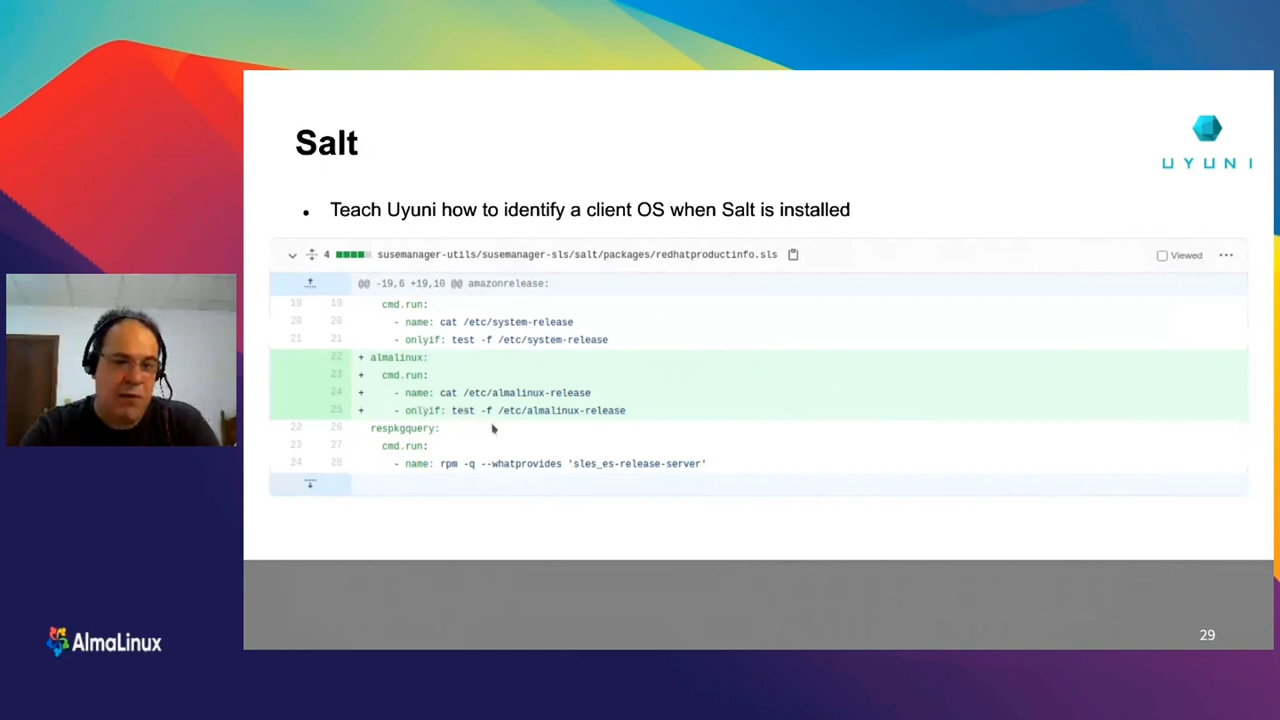 Salt
UYUNI
• Teach Uyuni how to identify a client OS when Salt is installed
4 susemanager-utils/susemanager-sls/salt/packages/redhatproductinfo.sls Viewed ...
@@ -19,6 +19,10 @@ amazonrelease:
19 19 cmd.run:
20 20 - name: cat /etc/system-release
21 21 - onlyif: test -f /etc/system-release
22 + almalinux:
23 + cmd.run:
24 + - name: cat /etc/almalinux-release
25 + - onlyif: test -f /etc/almalinux-release
22 26 respkgquery:
23 27 cmd.run:
24 28 - name: rpm -q --whatprovides 'sles_es-release-server'
AlmaLinux
29